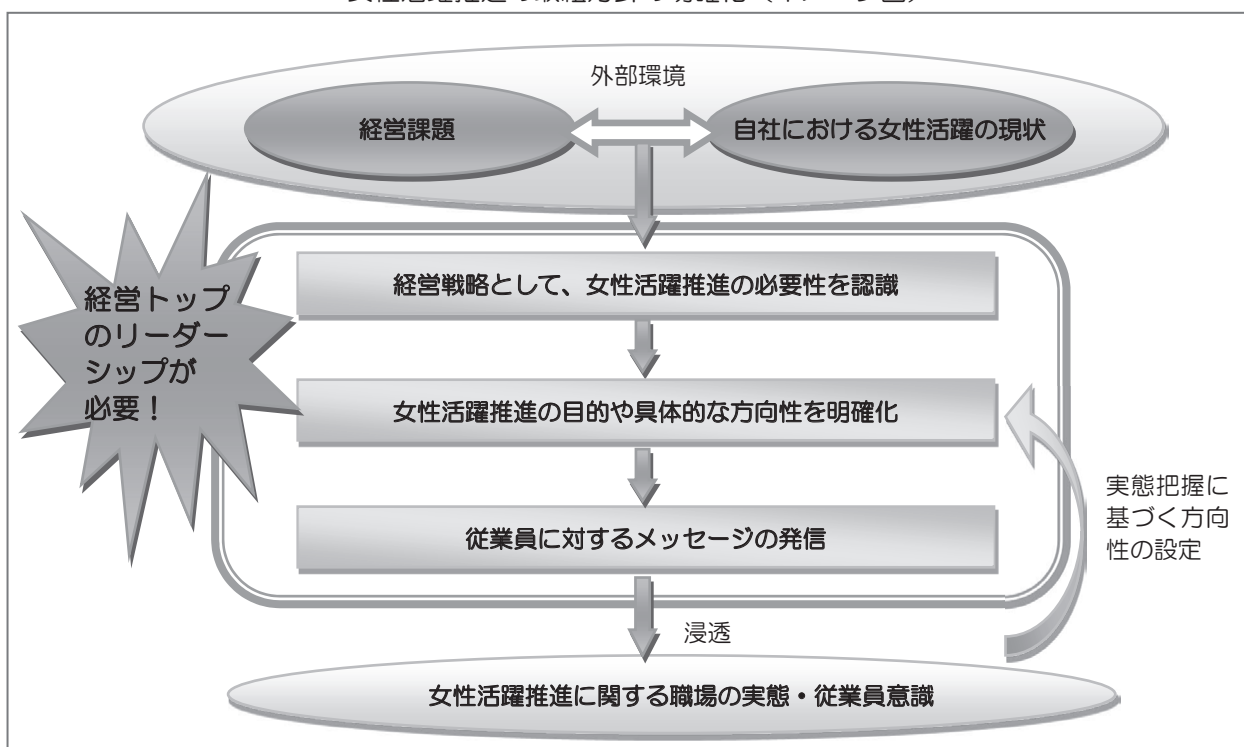 外部環境
経営課題
自社における女性活躍の現状
経営戦略として、女性活躍推進の必要性を認識
経営トップ
のリーダー
シップが
必要！
女性活躍推進の目的や具体的な方向性を明確化
従業員に対するメッセージの発信
実態把握に
基づく方向
性の設定
浸透
女性活躍推進に関する職場の実態・従業員意識